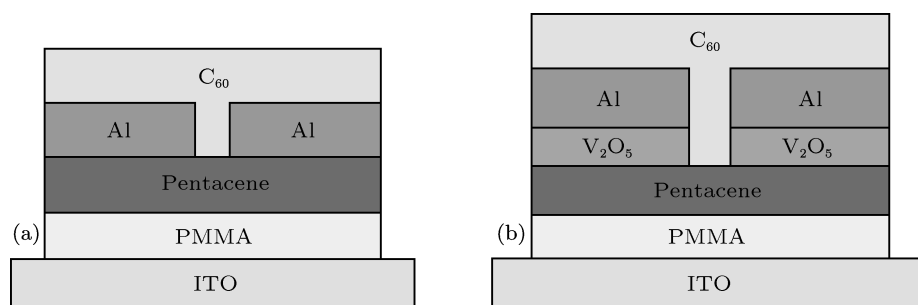 C₆₀
Al Al
Pentacene
PMMA
(a)
ITO
C₆₀
Al Al
V₂O₅ V₂O₅
Pentacene
PMMA
(b)
ITO